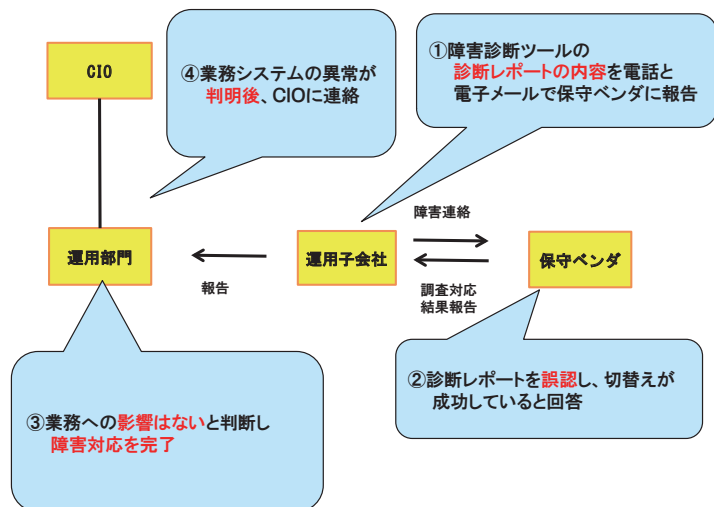 CIO
④業務システムの異常が
判明後、CIOに連絡
①障害診断ツールの
診断レポートの内容を電話と
電子メールで保守ベンダに報告
運用部門
報告
運用子会社
障害連絡
調査対応
結果報告
保守ベンダ
②診断レポートを誤認し、切替えが
成功していると回答
③業務への影響はないと判断し
障害対応を完了